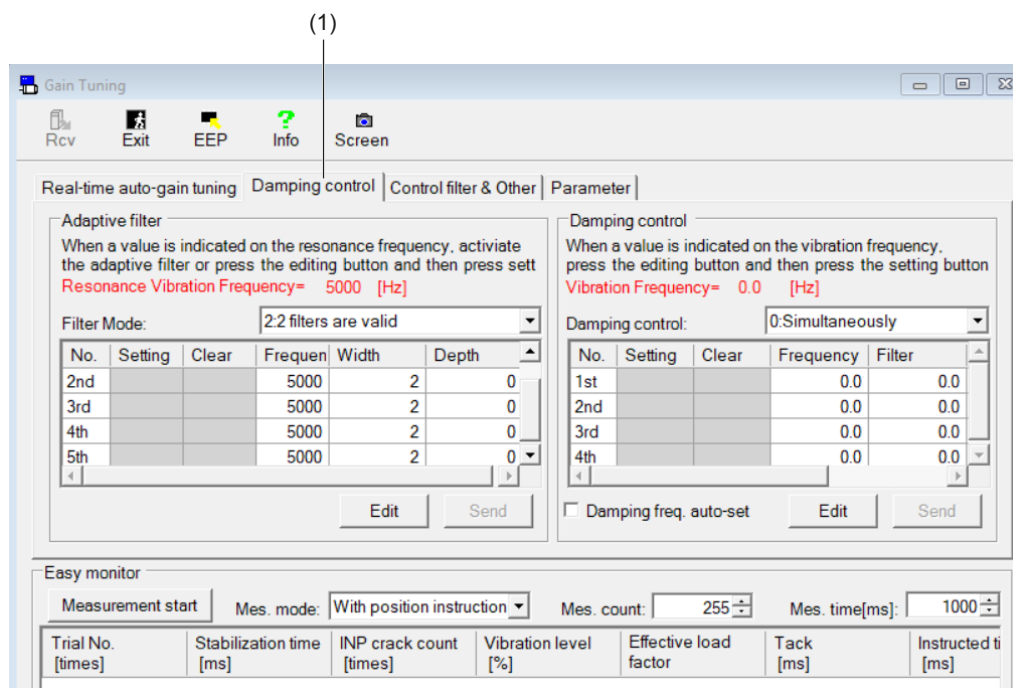 (1)
Gain Tuning
Rcv Exit EEP Info Screen
Real-time auto-gain tuning Damping control Control filter & Other Parameter
Adaptive filter
When a value is indicated on the resonance frequency, activiate
the adaptive filter or press the editing button and then press sett
Resonance Vibration Frequency= 5000 [Hz]
Filter Mode: 2:2 filters are valid
No. Setting Clear Frequen Width Depth
2nd 5000 2 0
3rd 5000 2 0
4th 5000 2 0
5th 5000 2 0
Edit Send
Damping control
When a value is indicated on the vibration frequency,
press the editing button and then press the setting button
Vibration Frequency= 0.0 [Hz]
Damping control: 0:Simultaneously
No. Setting Clear Frequency Filter
1st 0.0 0.0
2nd 0.0 0.0
3rd 0.0 0.0
4th 0.0 0.0
Damping freq. auto-set Edit Send
Easy monitor
Measurement start Mes. mode: With position instruction Mes. count: 255 Mes. time[ms]: 1000
Trial No. Stabilization time INP crack count Vibration level Effective load Tack Instructed ti
[times] [ms] [times] [%] factor [ms] [ms]